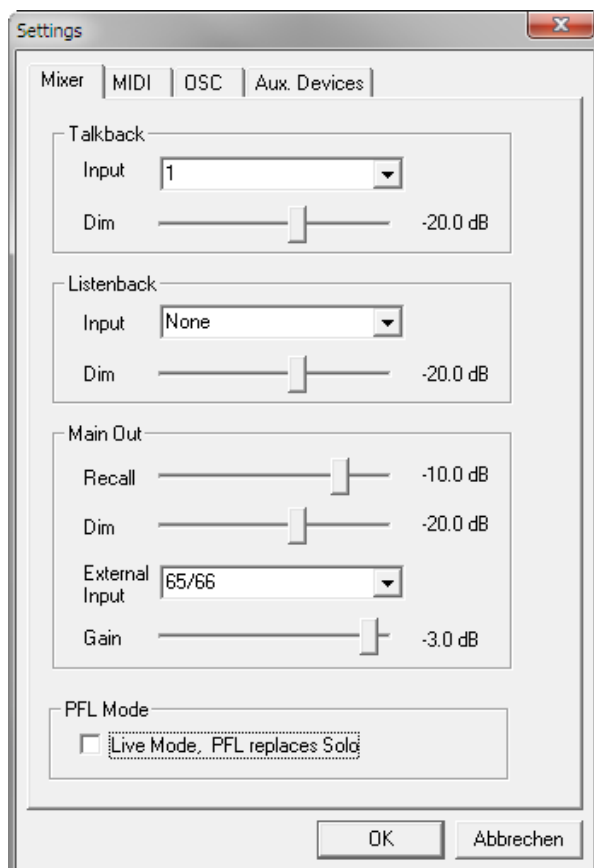 Settings
Mixer MIDI OSC Aux. Devices
Talkback
Input 1
Dim -20.0 dB
Listenback
Input None
Dim -20.0 dB
Main Out
Recall -10.0 dB
Dim -20.0 dB
External
Input 65/66
Gain -3.0 dB
PFL Mode
Live Mode, PFL replaces Solo
OK Abbrechen